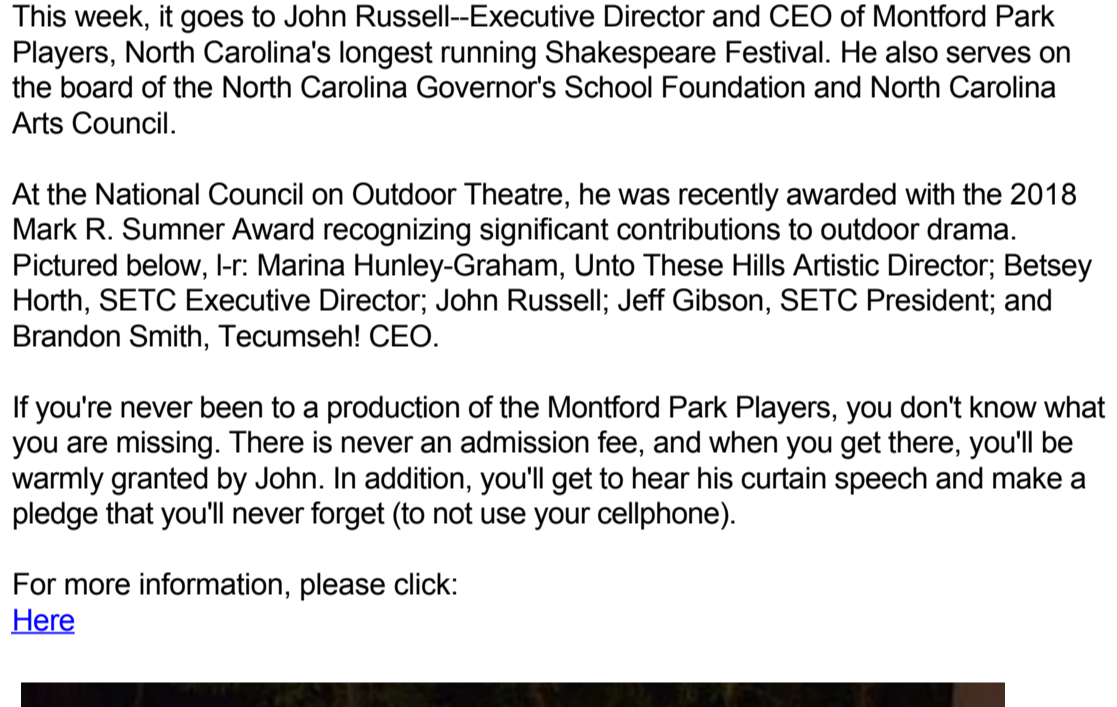 This week, it goes to John Russell--Executive Director and CEO of Montford Park
Players, North Carolina's longest running Shakespeare Festival. He also serves on
the board of the North Carolina Governor's School Foundation and North Carolina
Arts Council.
At the National Council on Outdoor Theatre, he was recently awarded with the 2018
Mark R. Sumner Award recognizing significant contributions to outdoor drama.
Pictured below, l-r: Marina Hunley-Graham, Unto These Hills Artistic Director; Betsey
Horth, SETC Executive Director; John Russell; Jeff Gibson, SETC President; and
Brandon Smith, Tecumseh! CEO.
If you're never been to a production of the Montford Park Players, you don't know what
you are missing. There is never an admission fee, and when you get there, you'll be
warmly granted by John. In addition, you'll get to hear his curtain speech and make a
pledge that you'll never forget (to not use your cellphone).
For more information, please click:
Here